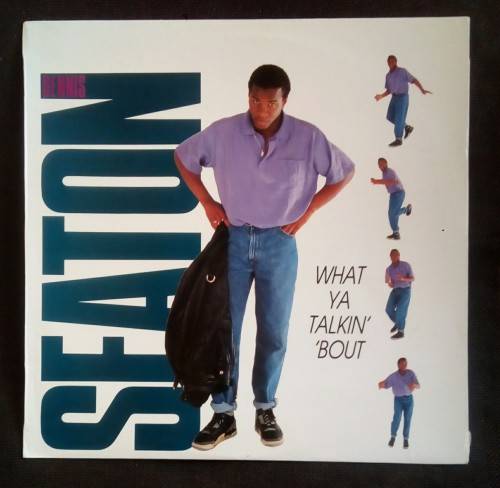 DENNIS
SEATON
WHAT
YA
TALKIN'
'BOUT